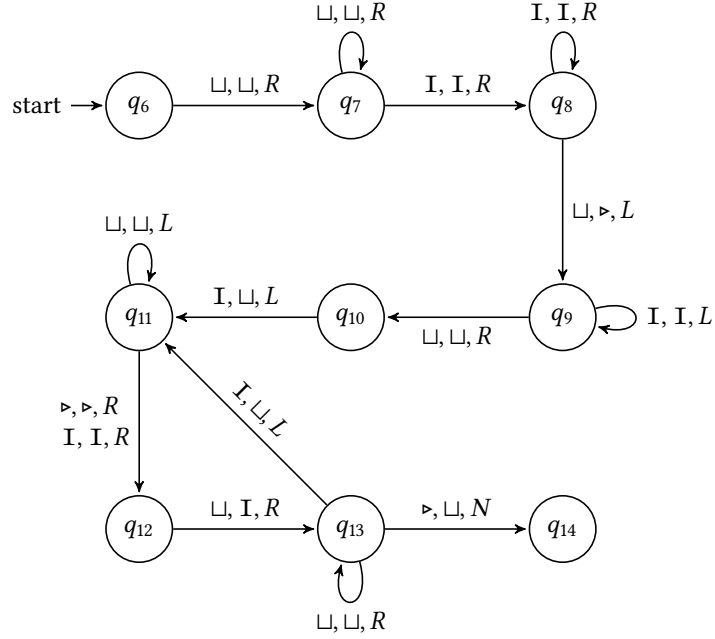 ⊔, ⊔, R
I, I, R
start
q₆
⊔, ⊔, R
q₇
I, I, R
q₈
⊔, ▹, L
⊔, ⊔, L
q₁₁
I, ⊔, L
q₁₀
⊔, ⊔, R
q₉
I, I, L
▹, ▹, R
I, I, R
I, ⊔, L
q₁₂
⊔, I, R
q₁₃
▹, ⊔, N
q₁₄
⊔, ⊔, R